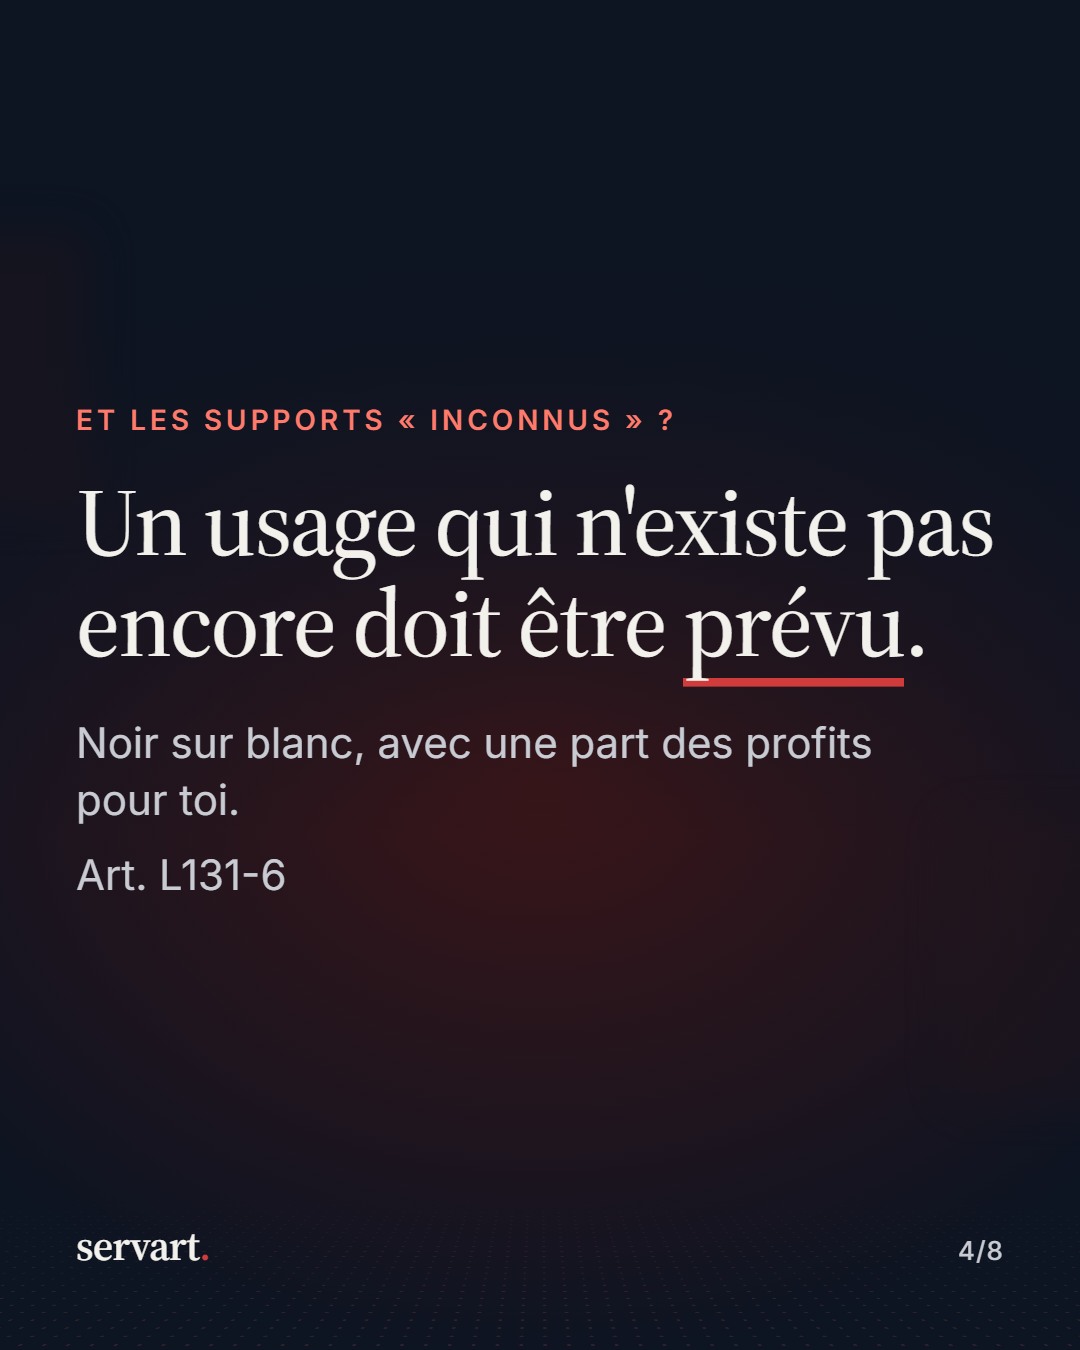 ET LES SUPPORTS « INCONNUS » ?
Un usage qui n'existe pas
encore doit être prévu.
Noir sur blanc, avec une part des profits
pour toi.
Art. L131-6
servart.
4/8